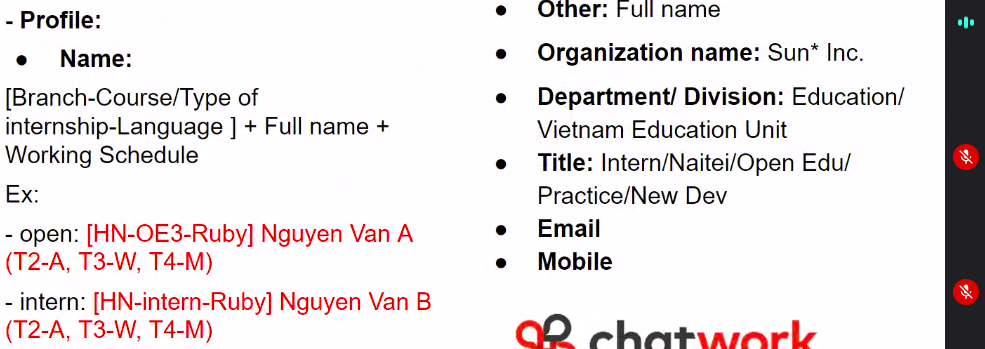 - Profile:
● Name:
[Branch-Course/Type of
internship-Language ] + Full name +
Working Schedule
Ex:
- open: [HN-OE3-Ruby] Nguyen Van A
(T2-A, T3-W, T4-M)
- intern: [HN-intern-Ruby] Nguyen Van B
(T2-A, T3-W, T4-M)
● Other: Full name
● Organization name: Sun* Inc.
● Department/ Division: Education/
Vietnam Education Unit
● Title: Intern/Naitei/Open Edu/
Practice/New Dev
● Email
● Mobile
chatwork